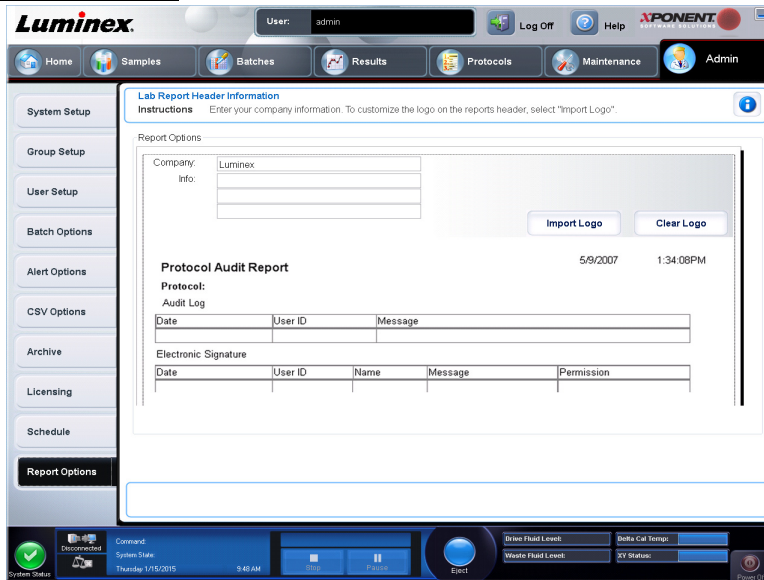 Luminex.
User: admin
Log Off
Help
XPONENT.
SOFTWARE SOLUTIONS
Home
Samples
Batches
Results
Protocols
Maintenance
Admin
System Setup
Group Setup
User Setup
Batch Options
Alert Options
CSV Options
Archive
Licensing
Schedule
Report Options
Lab Report Header Information
Instructions Enter your company information. To customize the logo on the reports header, select "Import Logo".
Report Options
Company: Luminex
Info:
Import Logo Clear Logo
5/9/2007 1:34:08PM
Protocol Audit Report
Protocol:
Audit Log
Date User ID Message
Electronic Signature
Date User ID Name Message Permission
System Status
Disconnected
Command:
System State:
Thursday 1/15/2015 9:48 AM
Stop
Pause
Eject
Drive Fluid Level:
Waste Fluid Level:
Delta Cal Temp:
XY Status: